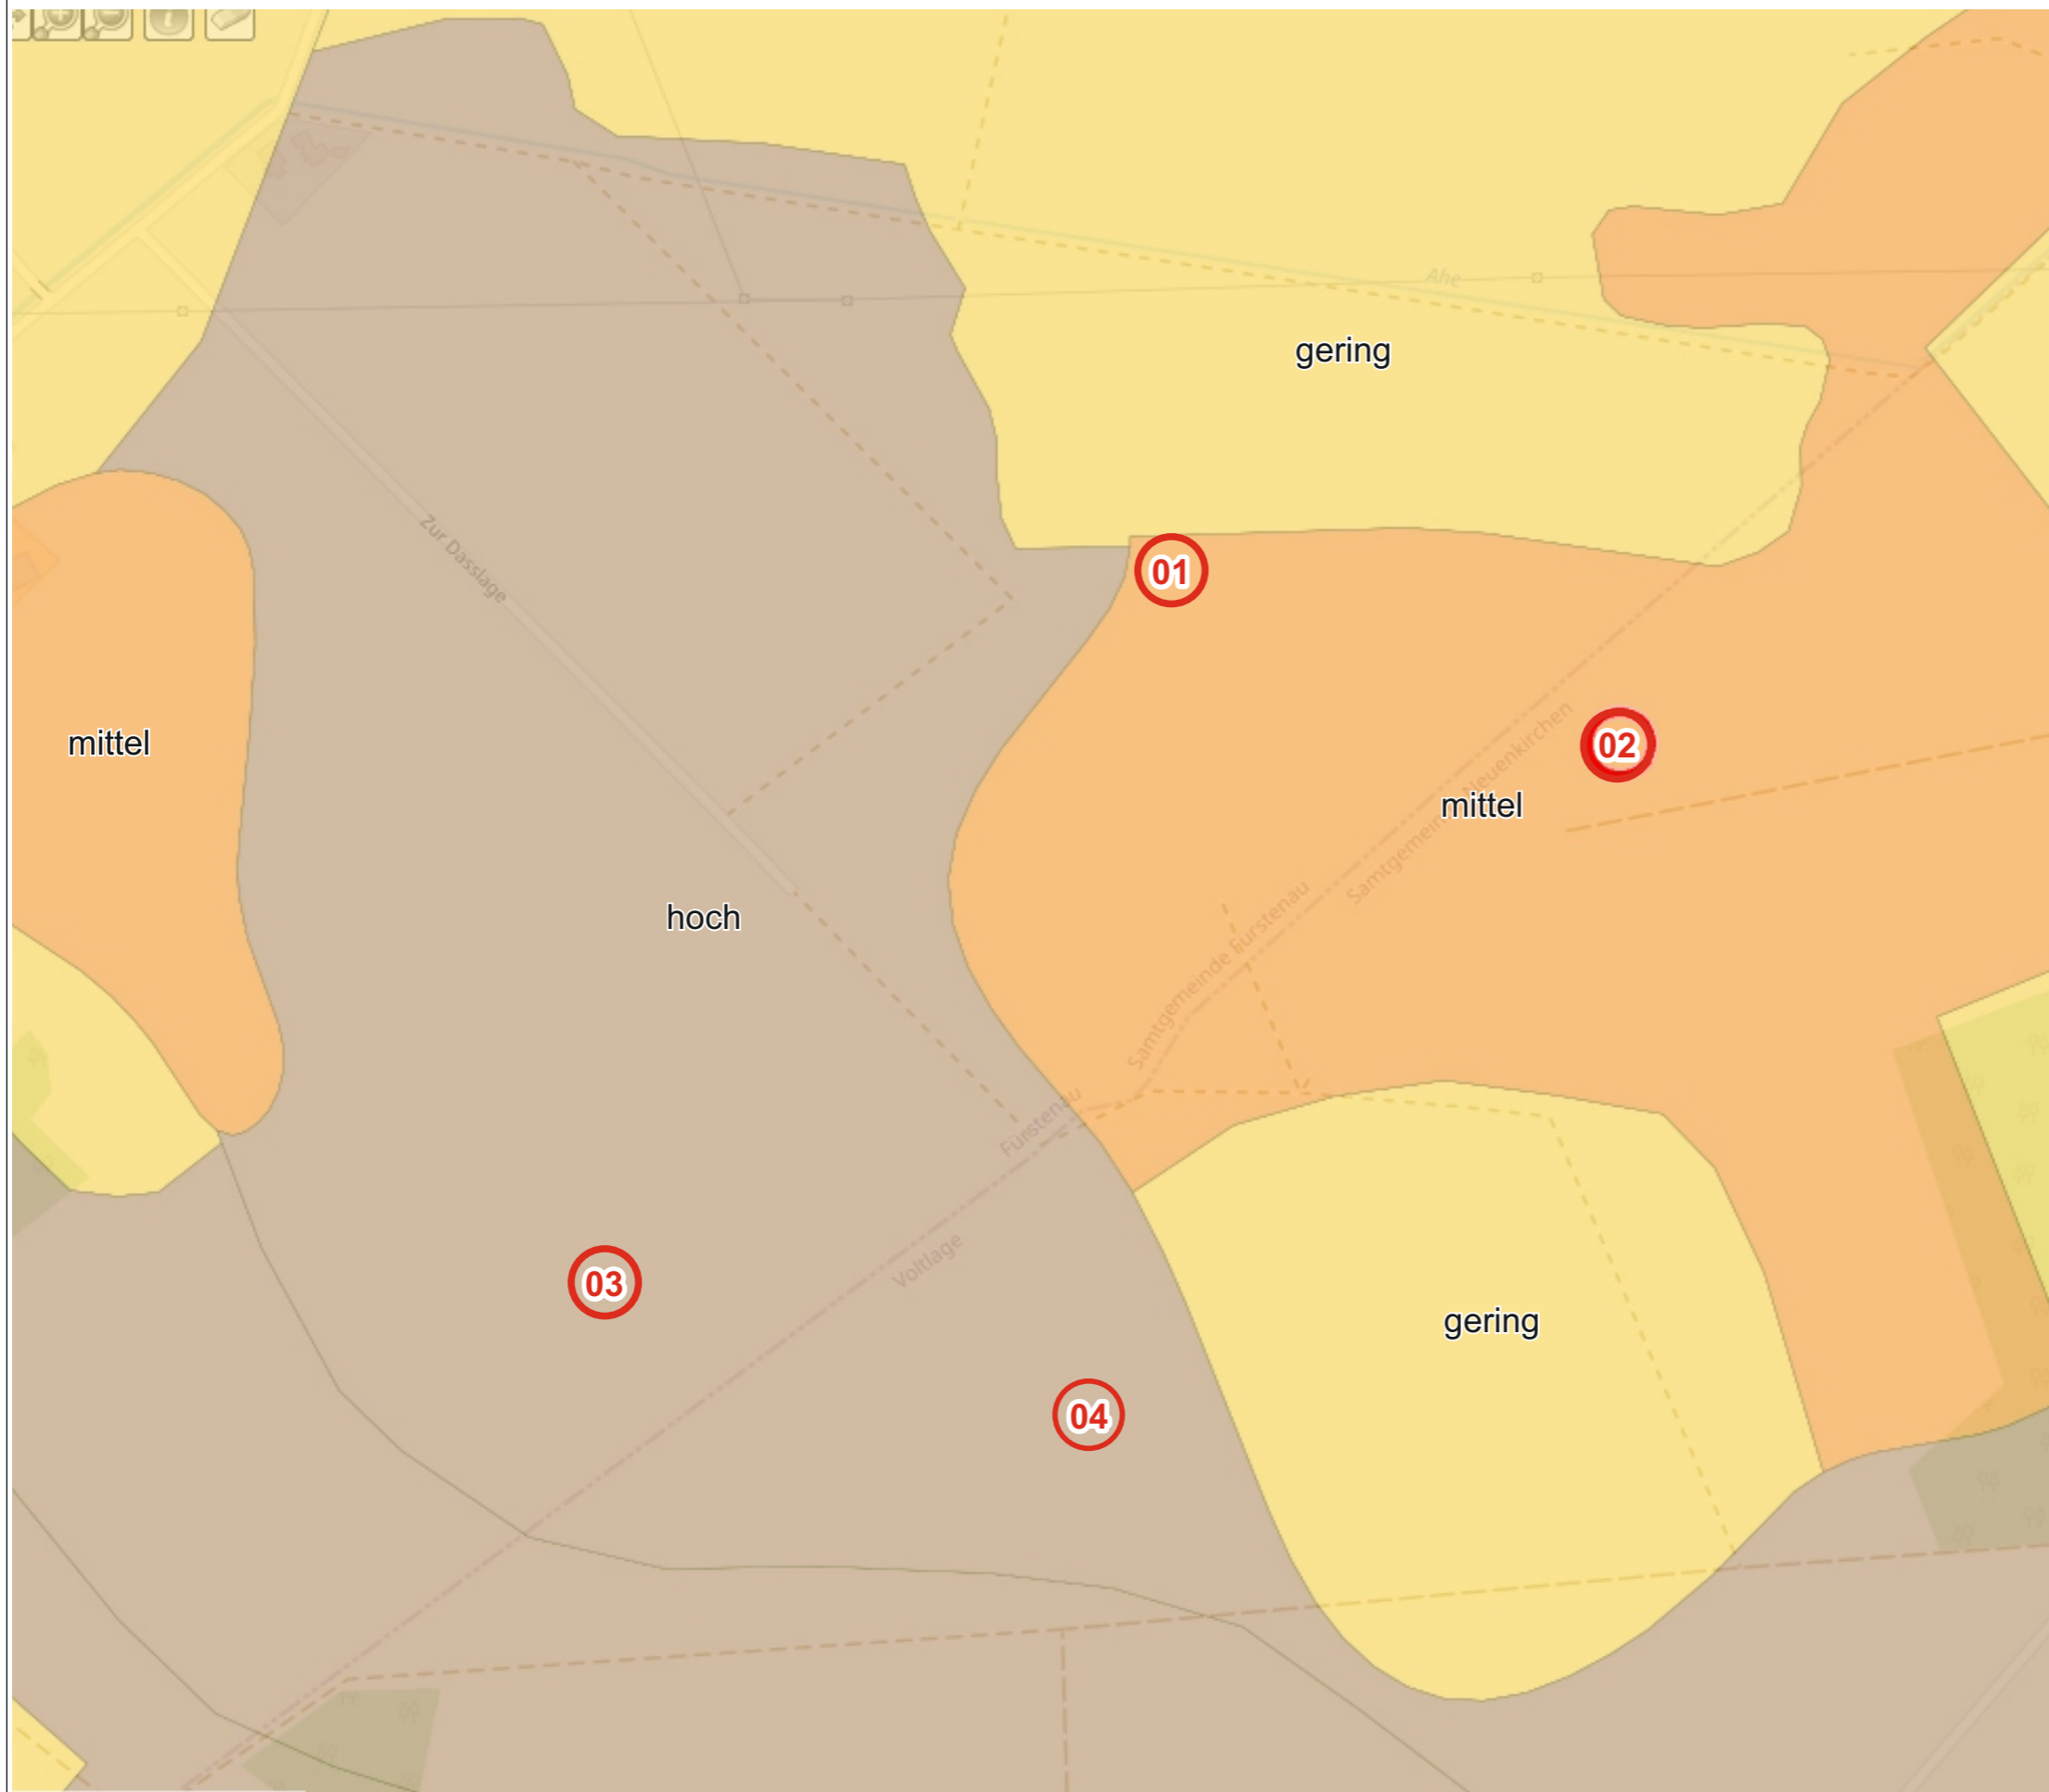 Ahe
gering
01
Zur Dasslage
mittel
02
Samtgemeinde Neuenkirchen
mittel
hoch
Samtgemeinde Fürstenau
Fürstenau
Voltlage
03
gering
04